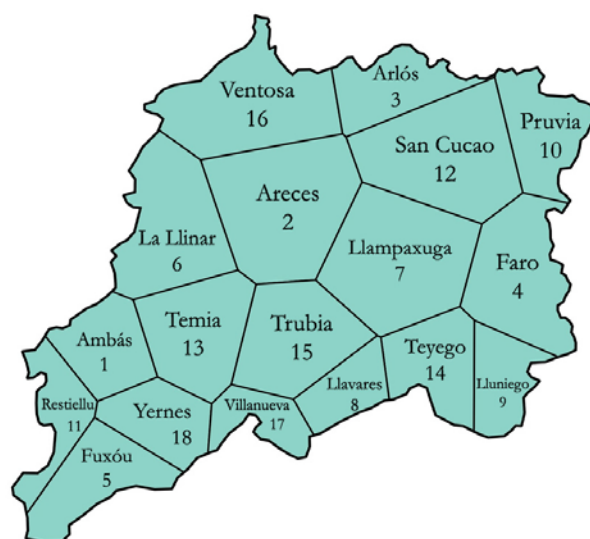 Ventosa
16
Arlós
3
Pruvia
10
San Cucao
12
Areces
2
La Llinar
6
Llampaxuga
7
Faro
4
Ambás
1
Temia
13
Trubia
15
Teyego
14
Lluniego
9
Restiellu
11
Yernes
18
Villanueva
17
Llavares
8
Fuxóu
5